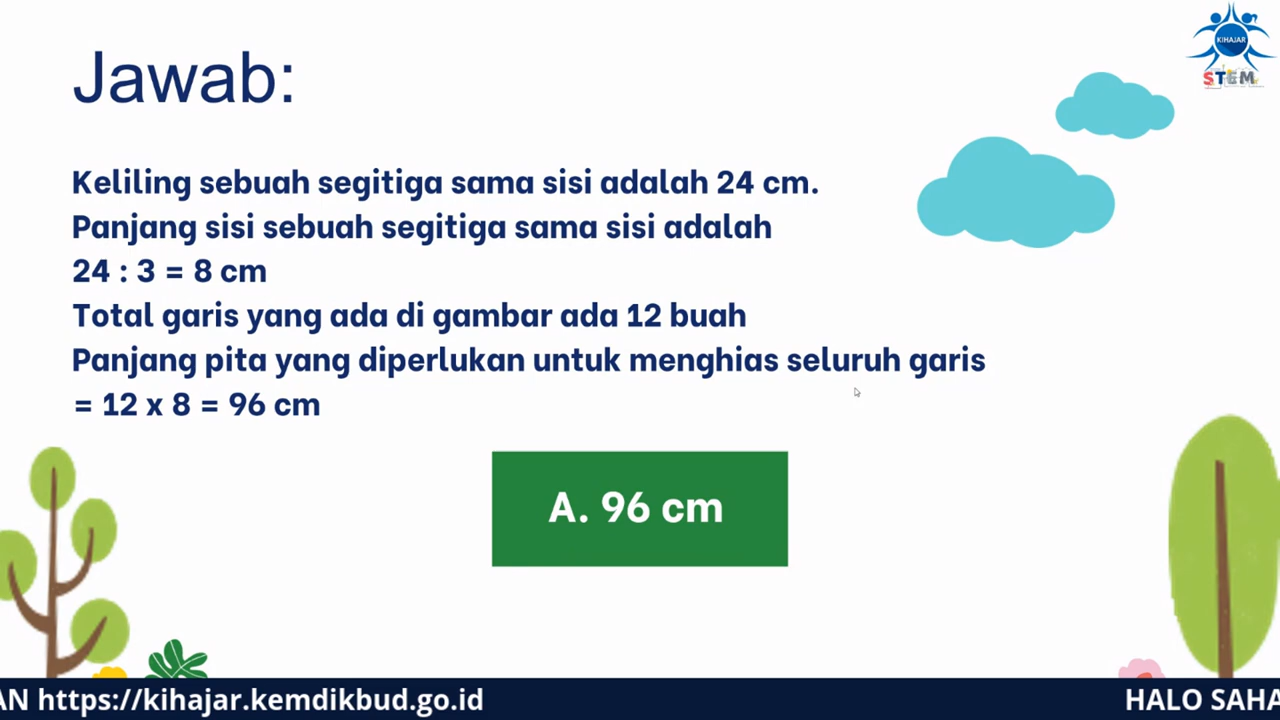 KIHAJAR
STEM
Jawab:
Keliling sebuah segitiga sama sisi adalah 24 cm.
Panjang sisi sebuah segitiga sama sisi adalah
24 : 3 = 8 cm
Total garis yang ada di gambar ada 12 buah
Panjang pita yang diperlukan untuk menghias seluruh garis
= 12 x 8 = 96 cm
A. 96 cm
AN https://kihajar.kemdikbud.go.id
HALO SAHA